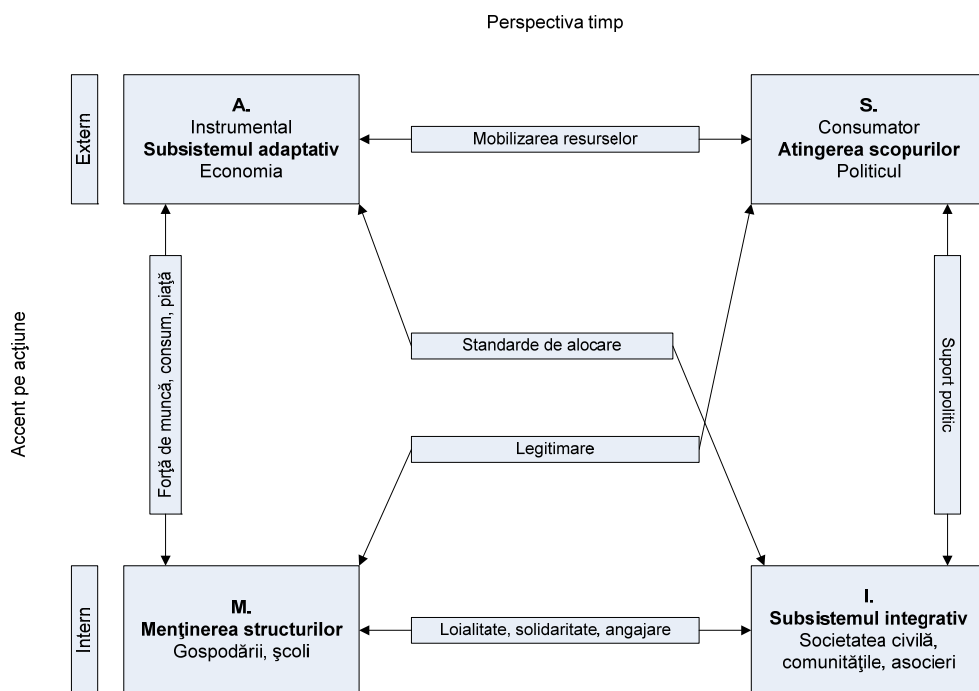 Perspectiva timp
Extern
A.
Instrumental
Subsistemul adaptativ
Economia
Mobilizarea resurselor
S.
Consumator
Atingerea scopurilor
Politicul
Accent pe acţiune
Forţă de muncă, consum, piaţă
Standarde de alocare
Legitimare
Suport politic
Intern
M.
Menţinerea structurilor
Gospodării, şcoli
Loialitate, solidaritate, angajare
I.
Subsistemul integrativ
Societatea civilă,
comunităţile, asocieri